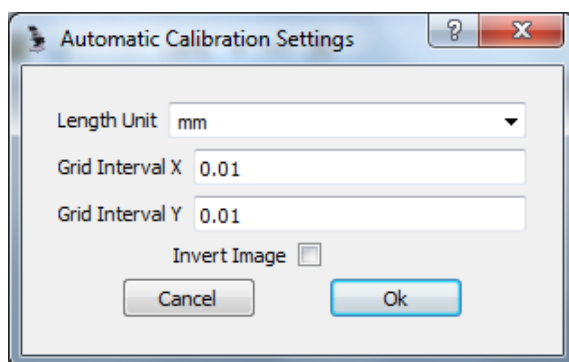 Automatic Calibration Settings ? X
Length Unit mm
Grid Interval X 0.01
Grid Interval Y 0.01
Invert Image
Cancel Ok